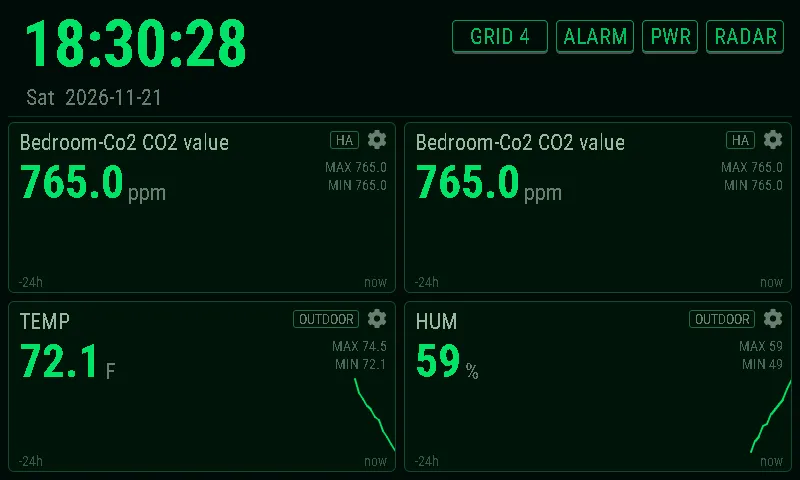 18:30:28
GRID 4 ALARM PWR RADAR
Sat 2026-11-21
Bedroom-Co2 CO2 value HA
765.0 ppm
MAX 765.0
MIN 765.0
-24h now
Bedroom-Co2 CO2 value HA
765.0 ppm
MAX 765.0
MIN 765.0
-24h now
TEMP OUTDOOR
72.1 F
MAX 74.5
MIN 72.1
-24h now
HUM OUTDOOR
59 %
MAX 59
MIN 49
-24h now